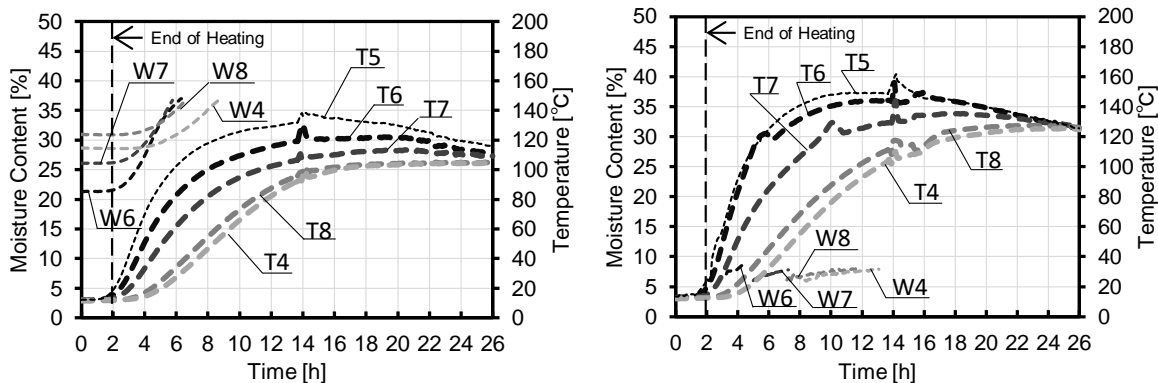 50
45
40
35
30
25
20
15
10
5
0
Moisture Content [%]
200
180
160
140
120
100
80
60
40
20
0
Temperature [°C]
End of Heating
W7
W8
W4
W6
T5
T6
T7
T8
T4
0 2 4 6 8 10 12 14 16 18 20 22 24 26
Time [h]
50
45
40
35
30
25
20
15
10
5
0
Moisture Content [%]
200
180
160
140
120
100
80
60
40
20
0
Temperature [°C]
End of Heating
T7
T6
T5
T8
T4
W8
W6
W7
W4
0 2 4 6 8 10 12 14 16 18 20 22 24 26
Time [h]